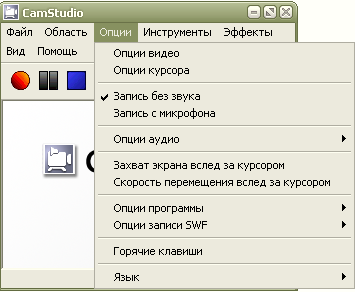 CamStudio
Файл Область Опции Инструменты Эффекты
Вид Помощь
Опции видео
Опции курсора
Запись без звука
Запись с микрофона
Опции аудио
Захват экрана вслед за курсором
Скорость перемещения вслед за курсором
Опции программы
Опции записи SWF
Горячие клавиши
Язык